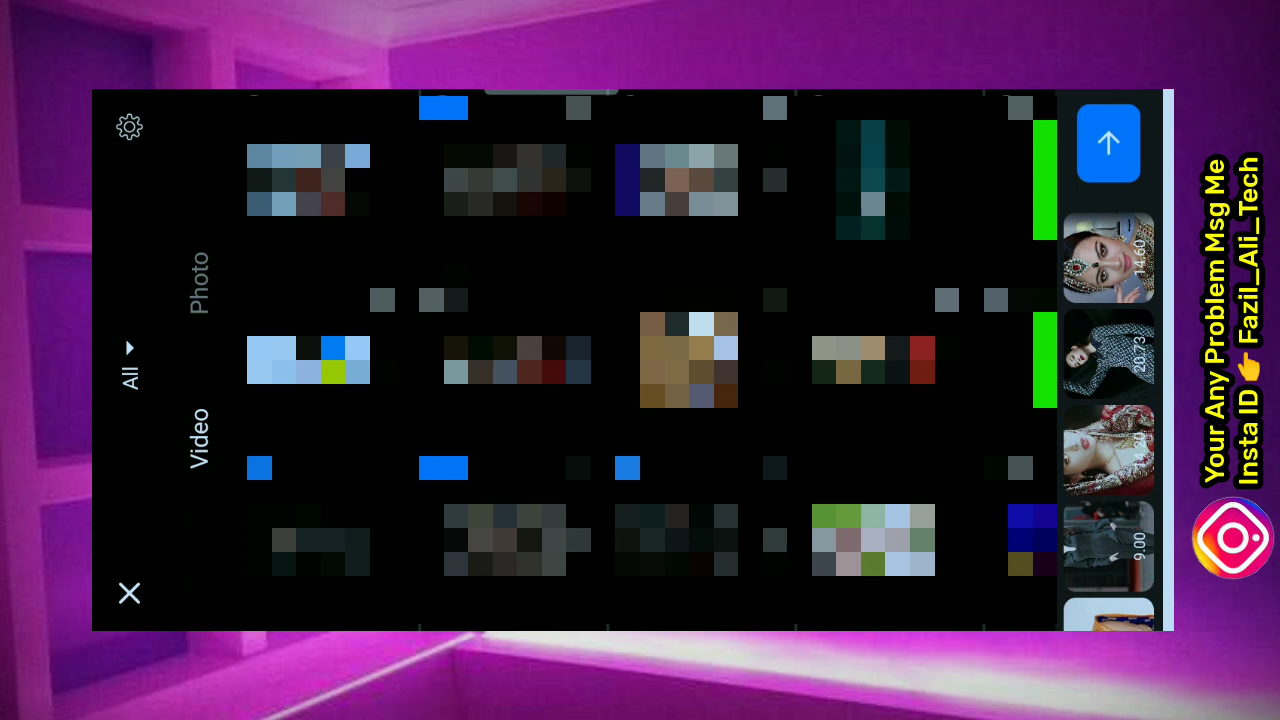 All
Video
Photo
14.60
20.73
9.00
Your Any Problem Msg Me
Insta ID 👉 Fazil_Ali_Tech